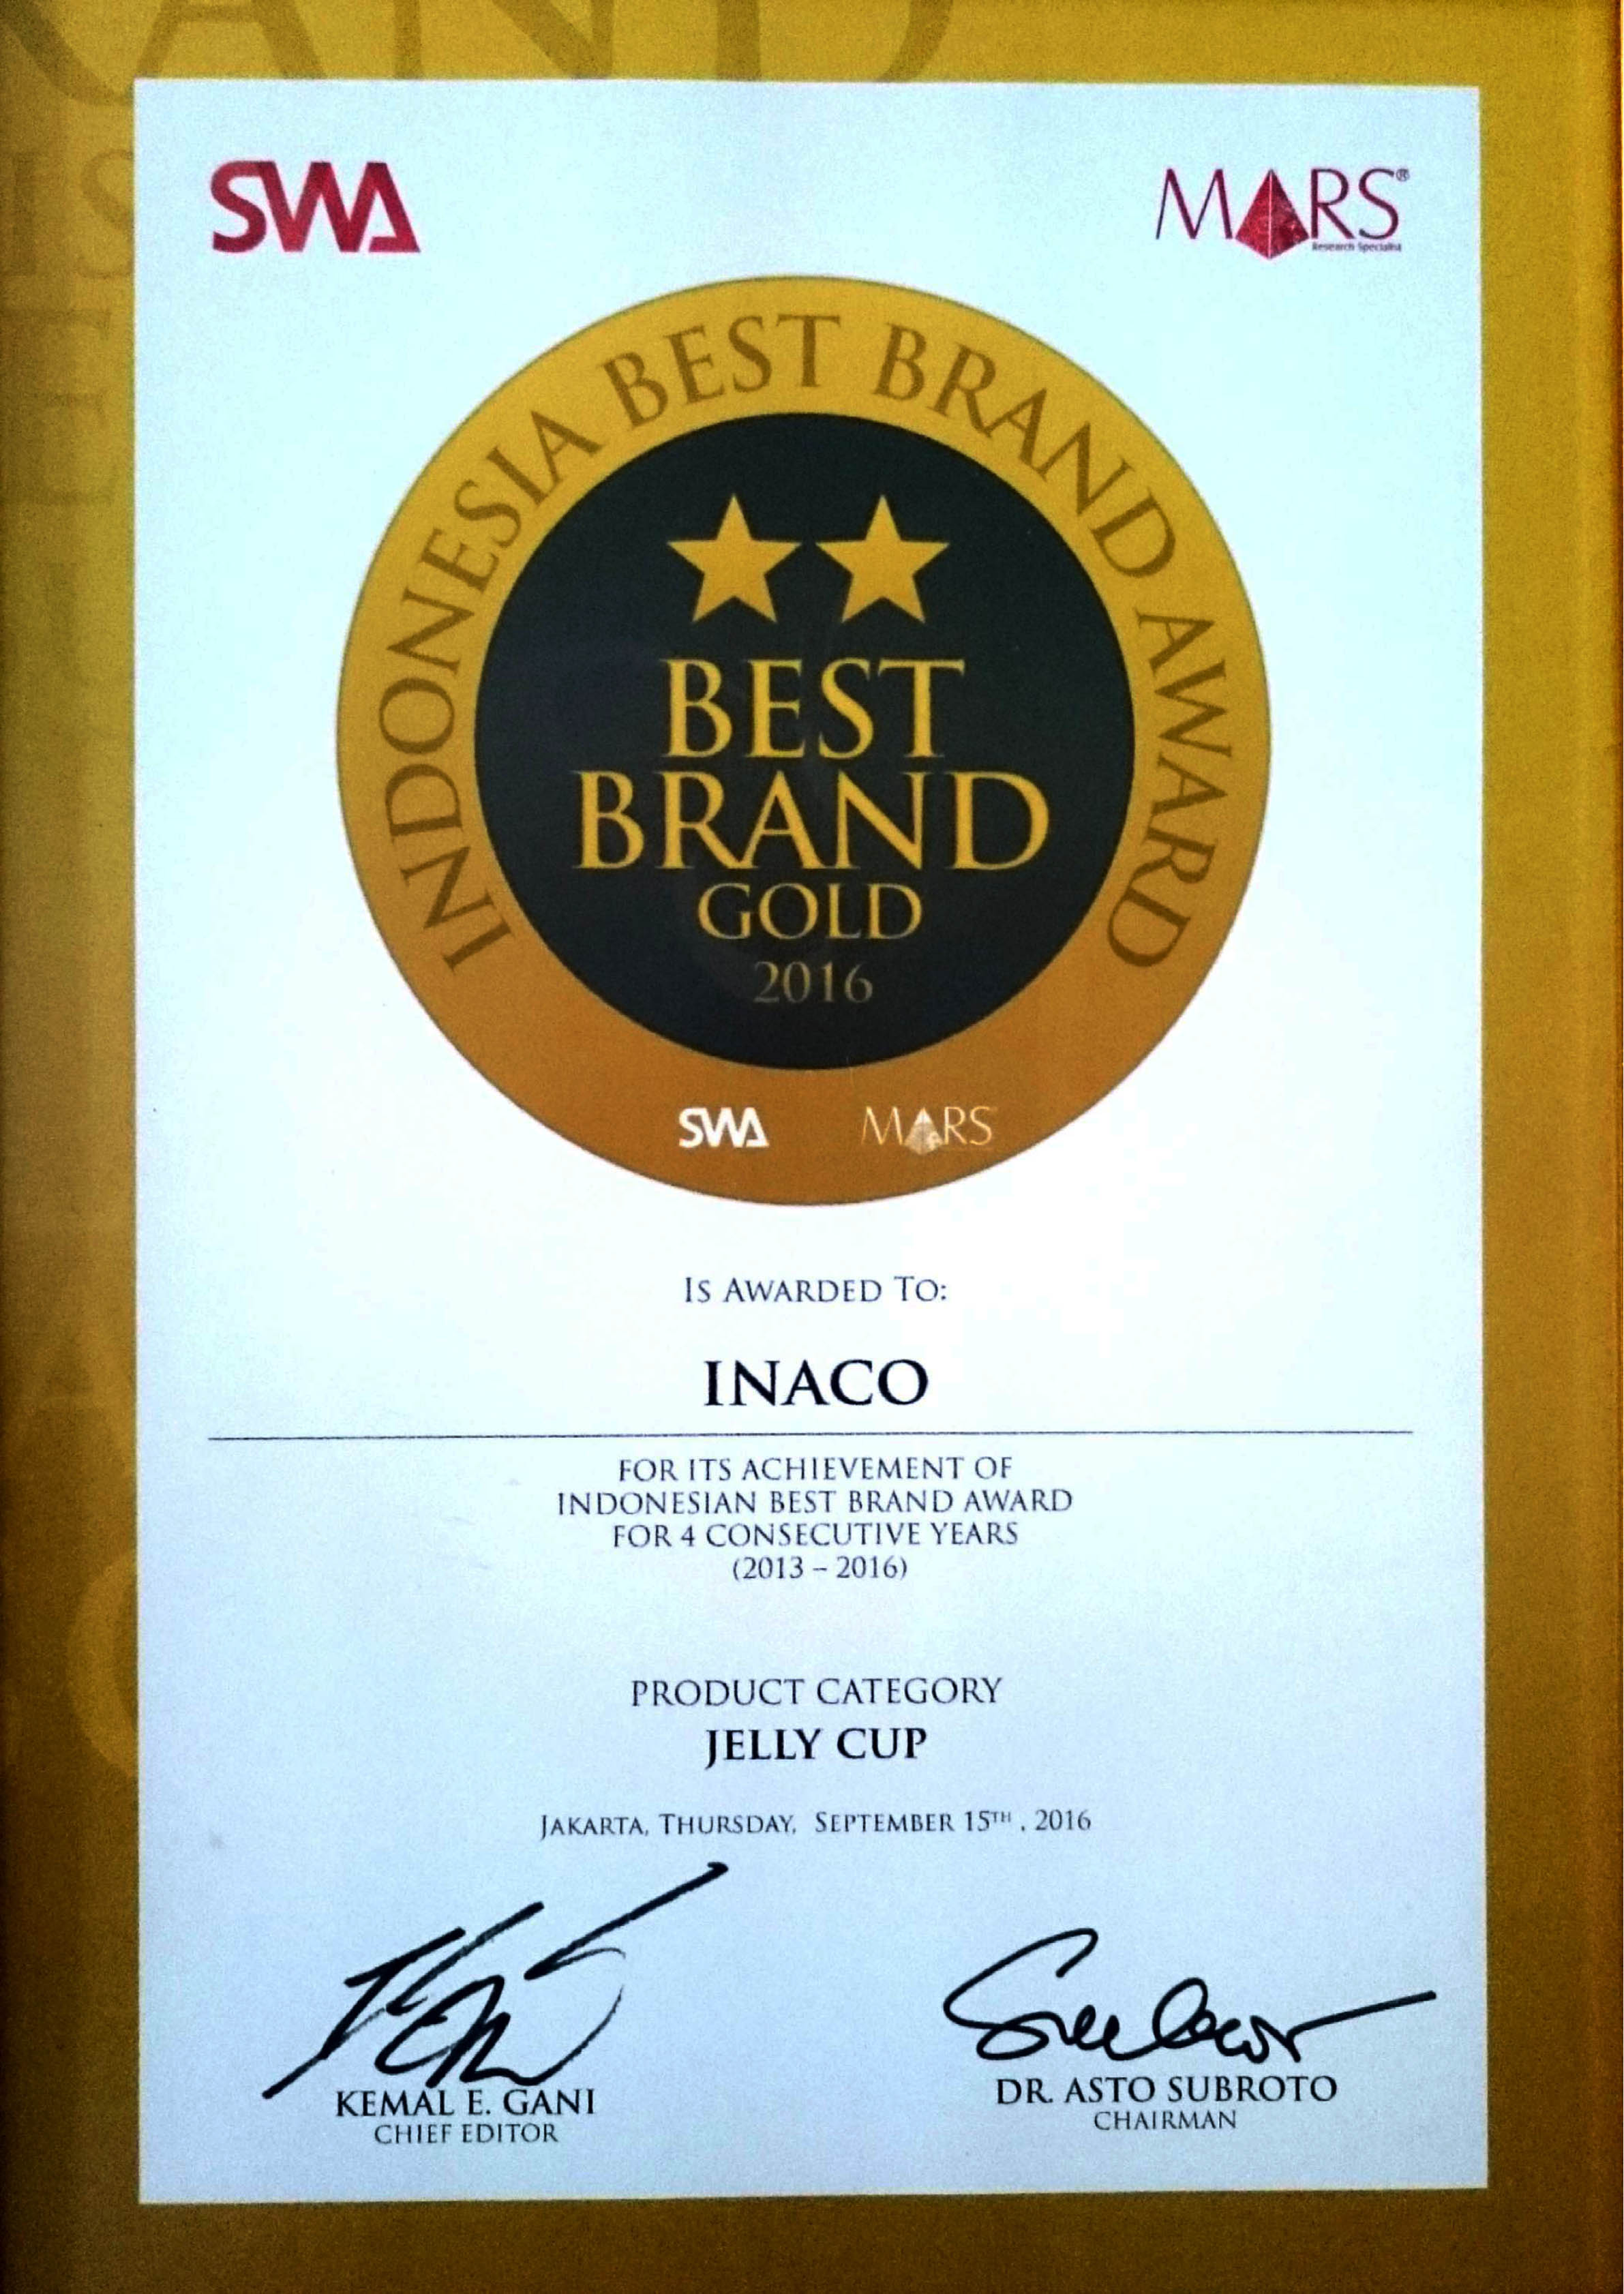 SWA
MARS®
Research Specialist
INDONESIA BEST BRAND AWARD
BEST
BRAND
GOLD
2016
SWA MARS
IS AWARDED TO:
INACO
FOR ITS ACHIEVEMENT OF
INDONESIAN BEST BRAND AWARD
FOR 4 CONSECUTIVE YEARS
(2013 – 2016)
PRODUCT CATEGORY
JELLY CUP
JAKARTA, THURSDAY, SEPTEMBER 15TH, 2016
KEMAL E. GANI
CHIEF EDITOR
DR. ASTO SUBROTO
CHAIRMAN